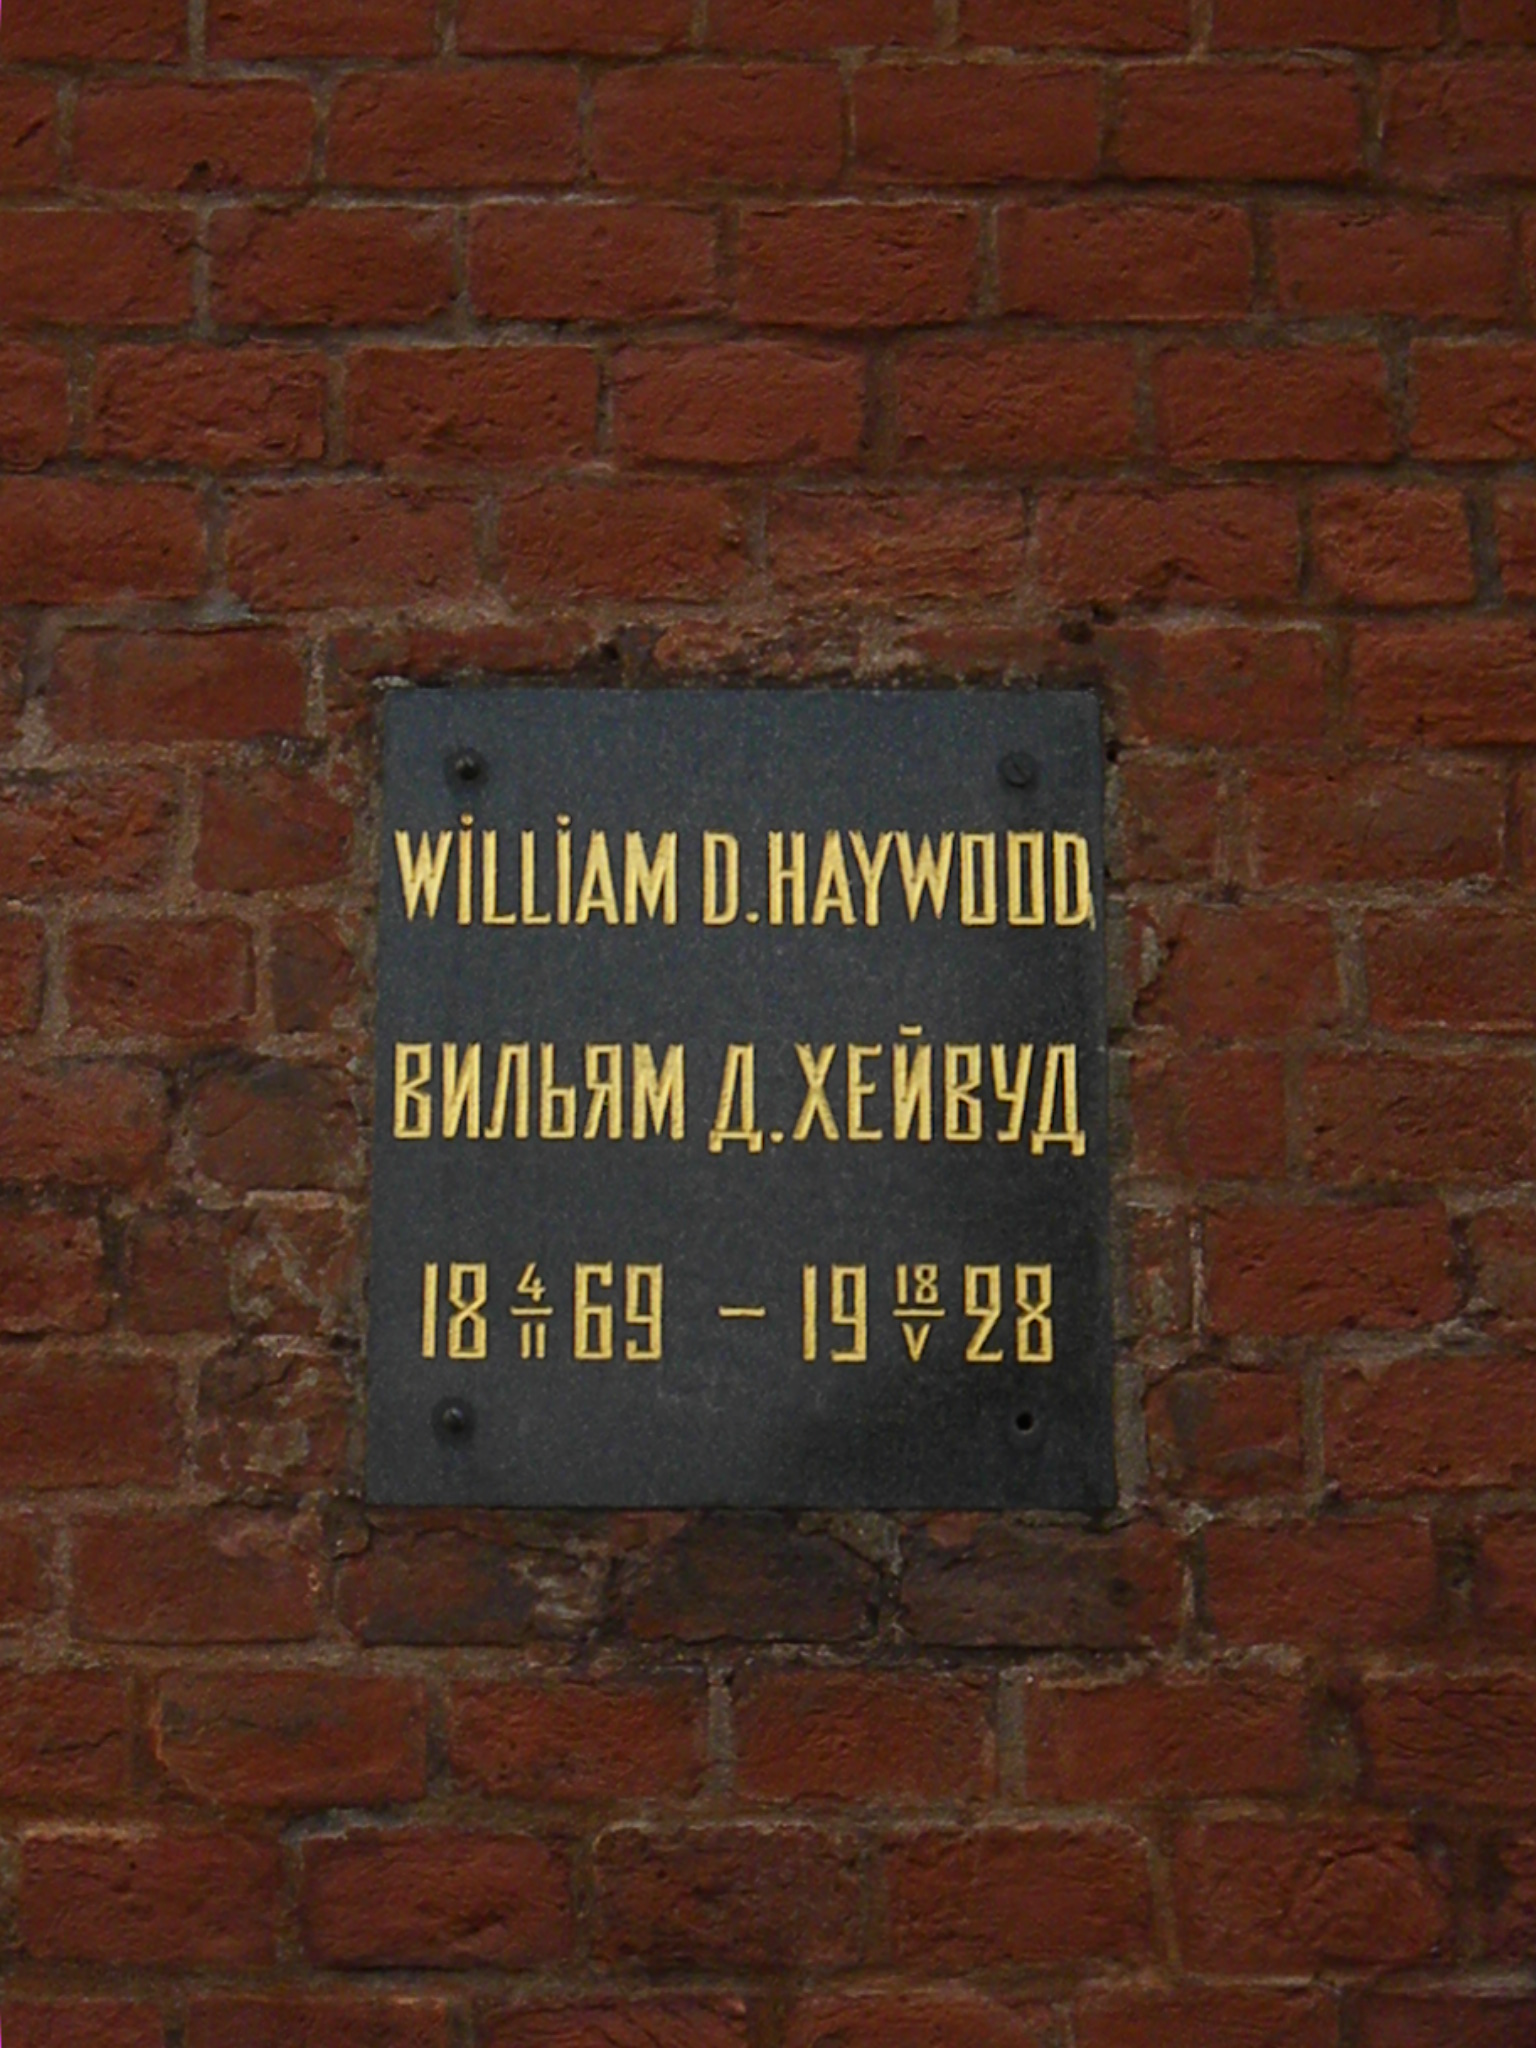 WILLIAM D. HAYWOOD
ВИЛЬЯМ Д. ХЕЙВУД
18 4/II 69 – 19 18/V 28